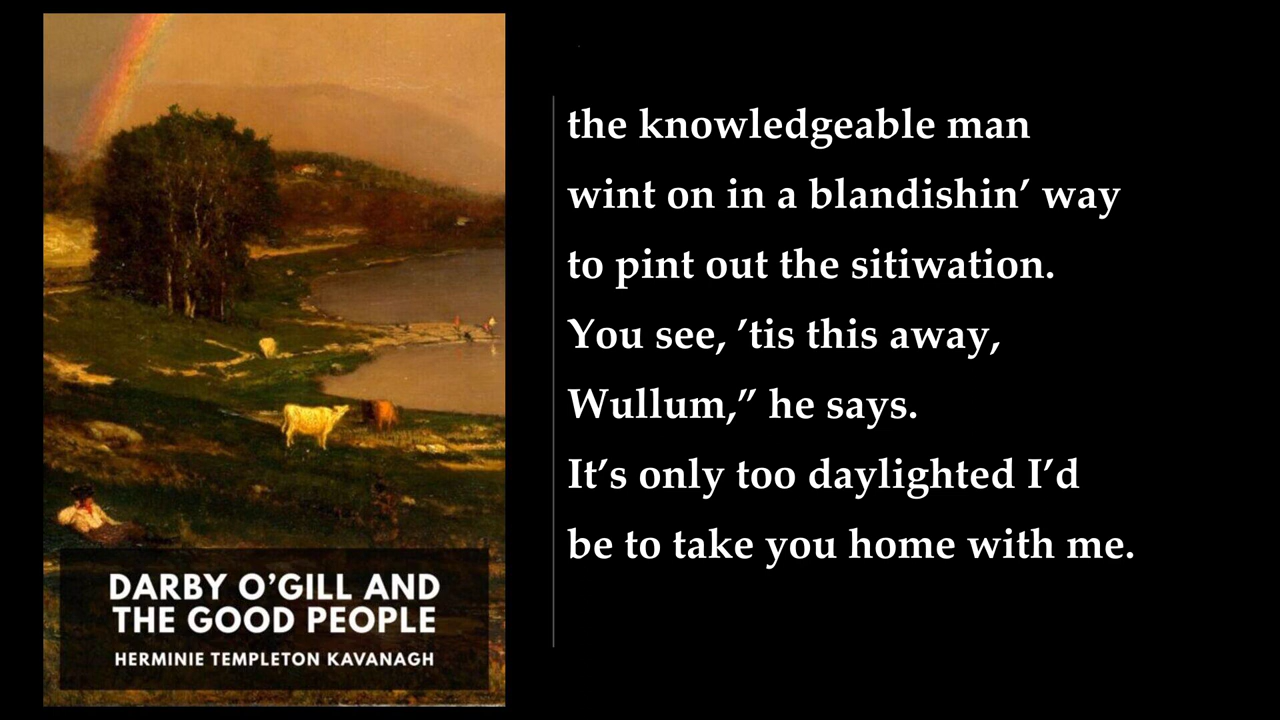 DARBY O’GILL AND
THE GOOD PEOPLE
HERMINIE TEMPLETON KAVANAGH
the knowledgeable man
wint on in a blandishin’ way
to pint out the sitiwation.
You see, ’tis this away,
Wullum,” he says.
It’s only too daylighted I’d
be to take you home with me.